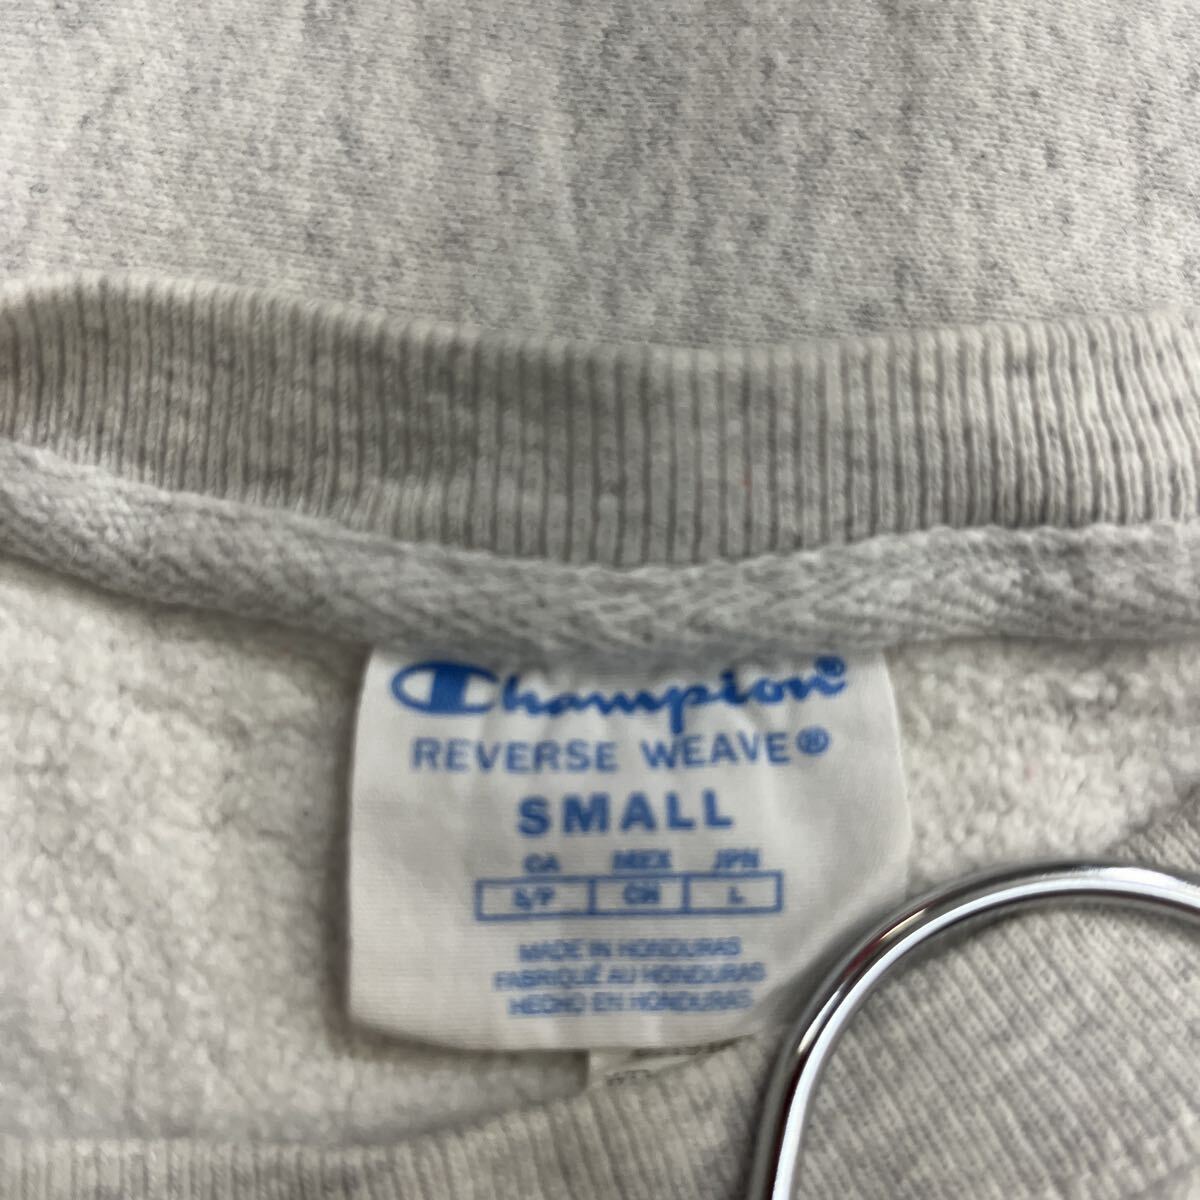 Champion®
REVERSE WEAVE®
SMALL
CA MEX JPN
S/P CH L
MADE IN HONDURAS
FABRIQUÉ AU HONDURAS
HECHO EN HONDURAS